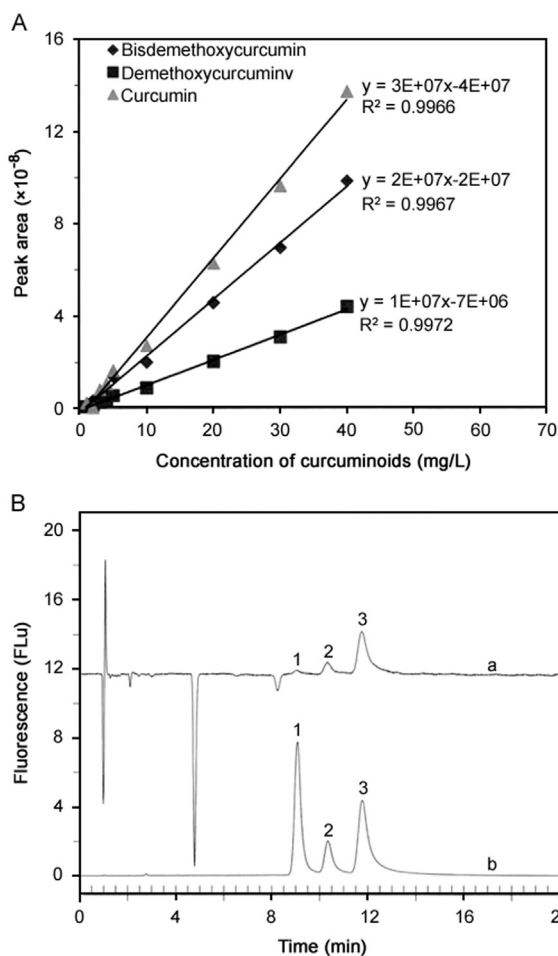 A
16
12
8
4
0
Peak area (×10⁻⁸)
Bisdemethoxycurcumin
Demethoxycurcuminv
Curcumin
y = 3E+07x-4E+07
R² = 0.9966
y = 2E+07x-2E+07
R² = 0.9967
y = 1E+07x-7E+06
R² = 0.9972
0 10 20 30 40 50 60 70
Concentration of curcuminoids (mg/L)
B
20
16
12
8
4
0
Fluorescence (FLu)
1 2 3 a
1 2 3 b
0 4 8 12 16 20
Time (min)